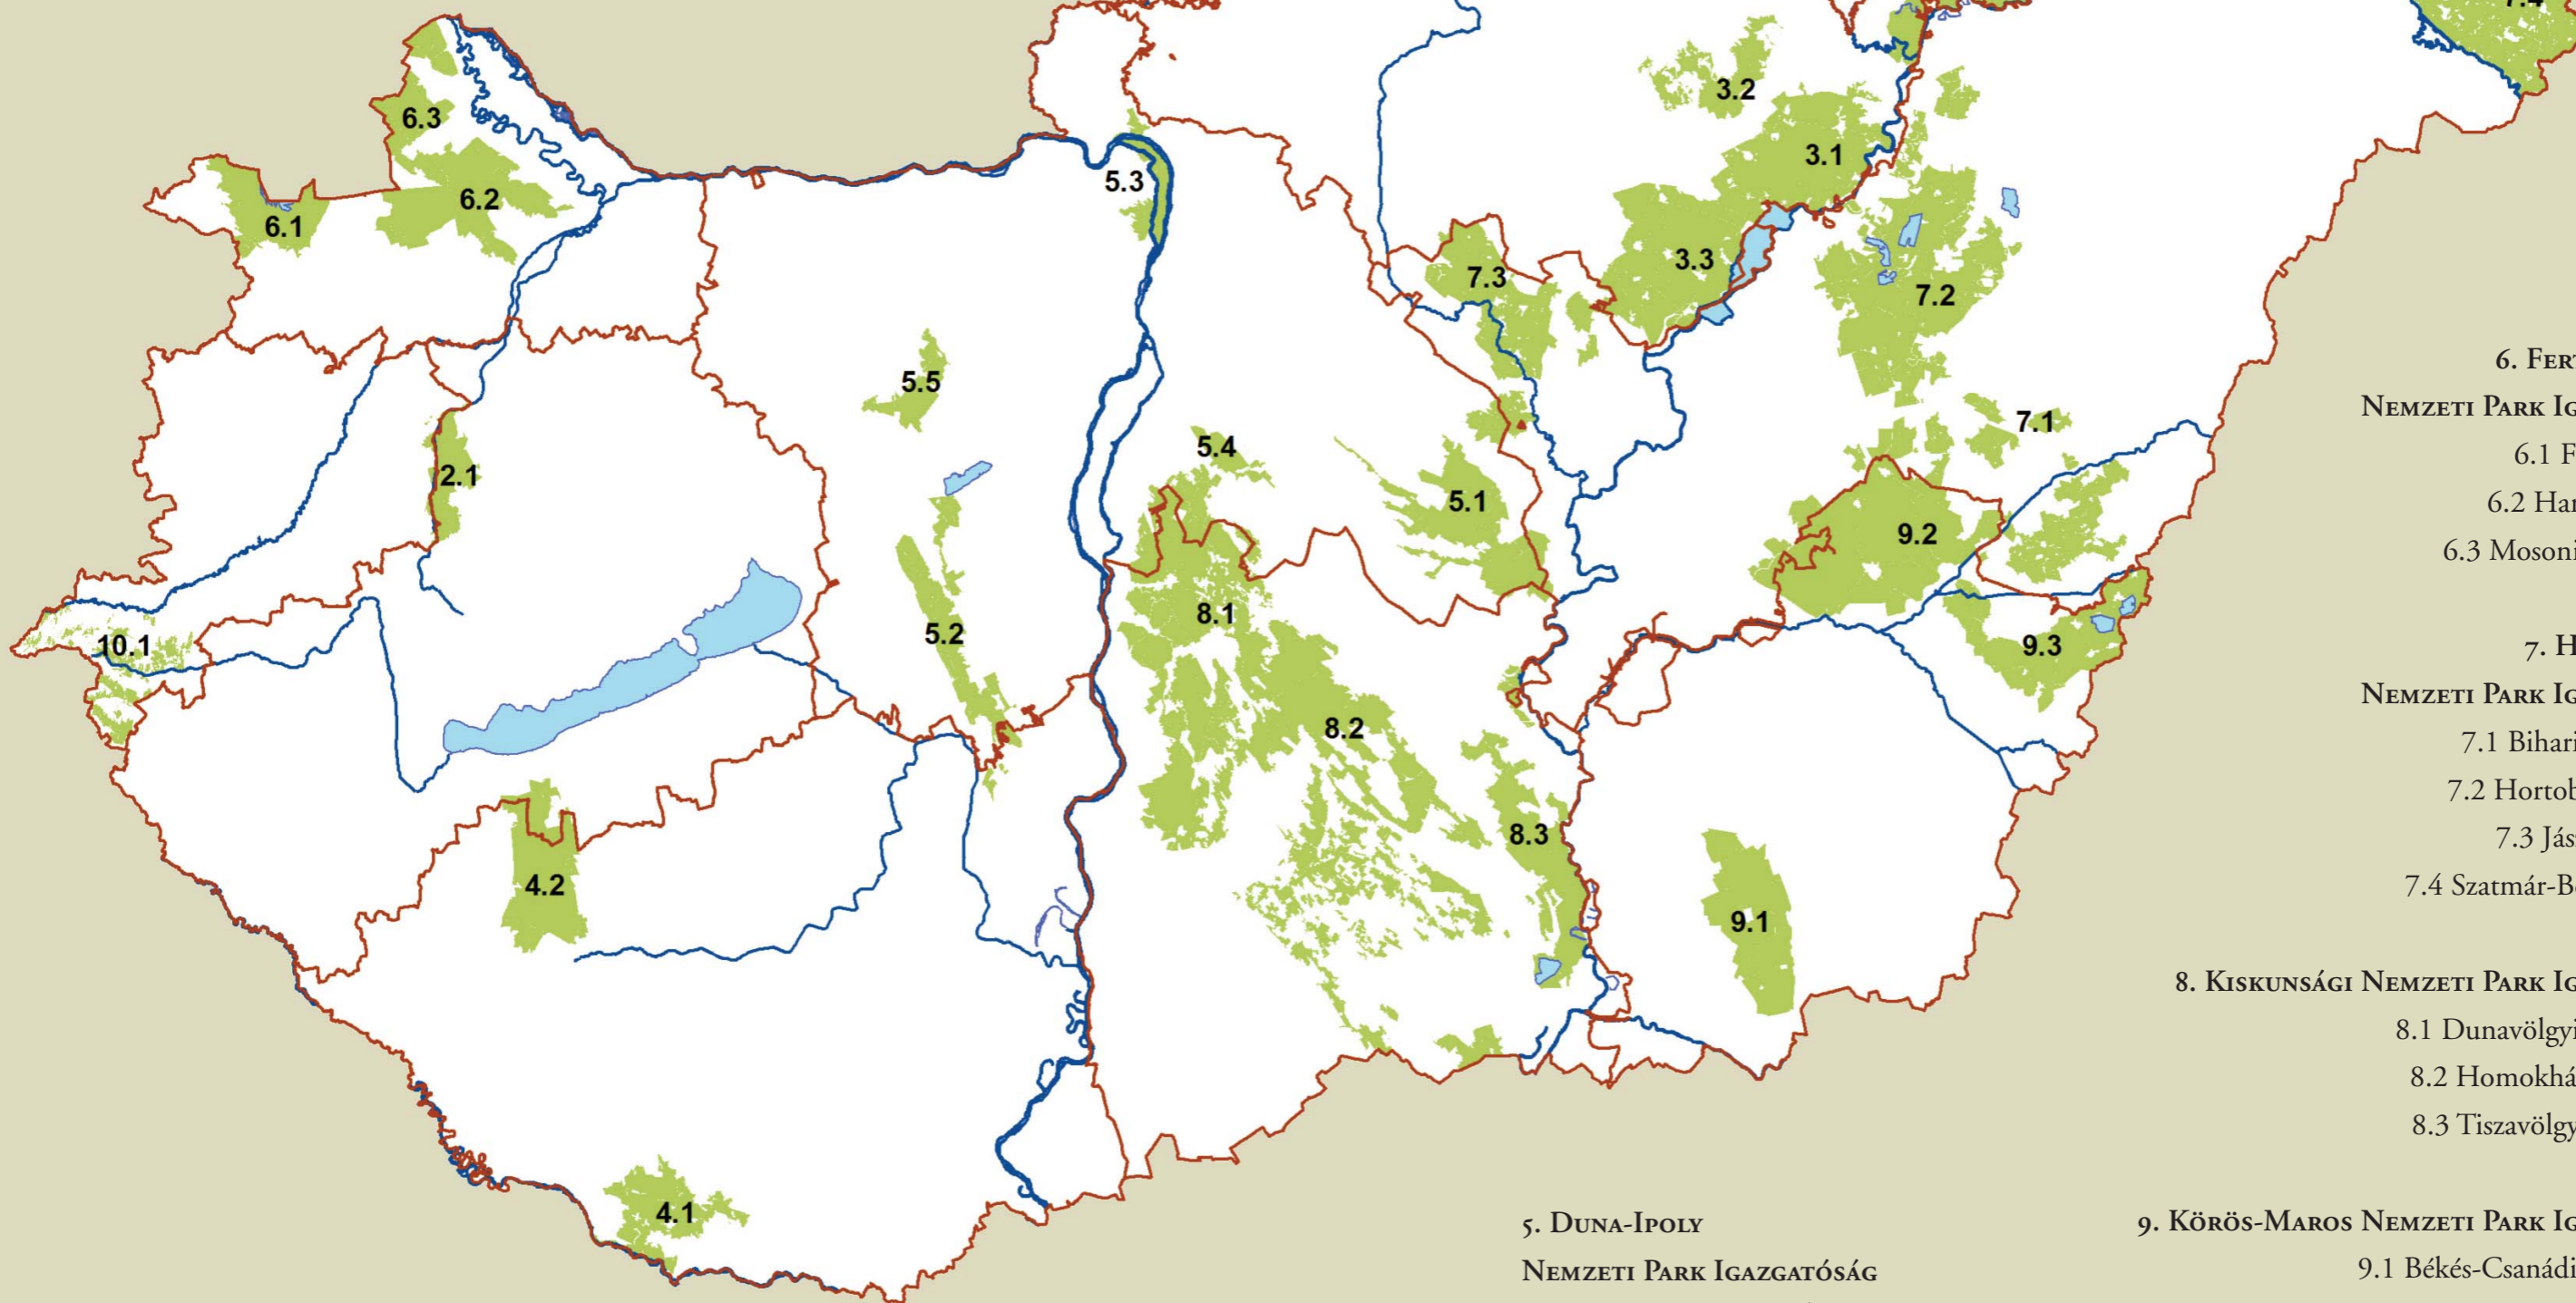 7.4
3.2
6.3
3.1
5.3
6.2
6.1
3.3
7.3
7.2
5.5
7.1
5.4
2.1
5.1
9.2
8.1
5.2
10.1
9.3
8.2
8.3
4.2
9.1
4.1
6. FER
NEMZETI PARK IG
6.1 F
6.2 Han
6.3 Mosoni
7. H
NEMZETI PARK IG
7.1 Bihari
7.2 Hortob
7.3 Jás
7.4 Szatmár-B
8. KISKUNSÁGI NEMZETI PARK IG
8.1 Dunavölgyi
8.2 Homokhá
8.3 Tiszavölgy
5. DUNA-IPOLY
NEMZETI PARK IGAZGATÓSÁG
9. KÖRÖS-MAROS NEMZETI PARK IG
9.1 Békés-Csanádi